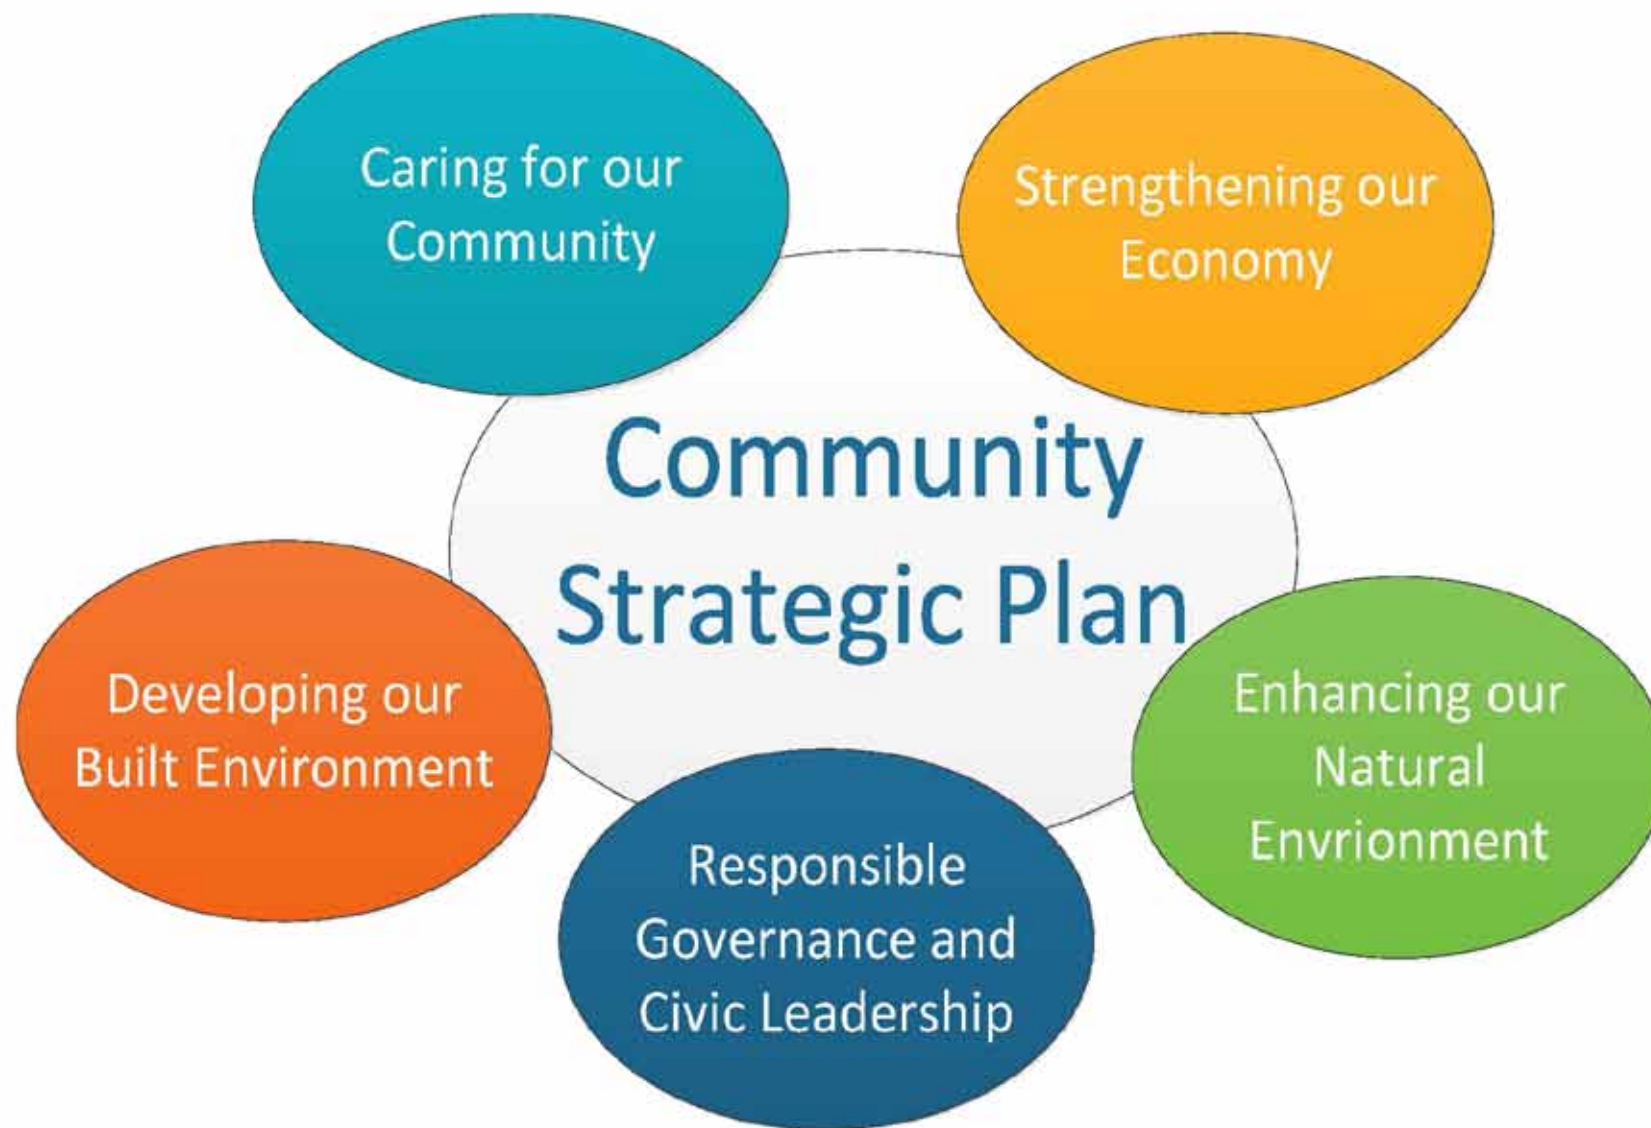 Caring for our
Community
Strengthening our
Economy
Community
Strategic Plan
Developing our
Built Environment
Enhancing our
Natural
Envrionment
Responsible
Governance and
Civic Leadership